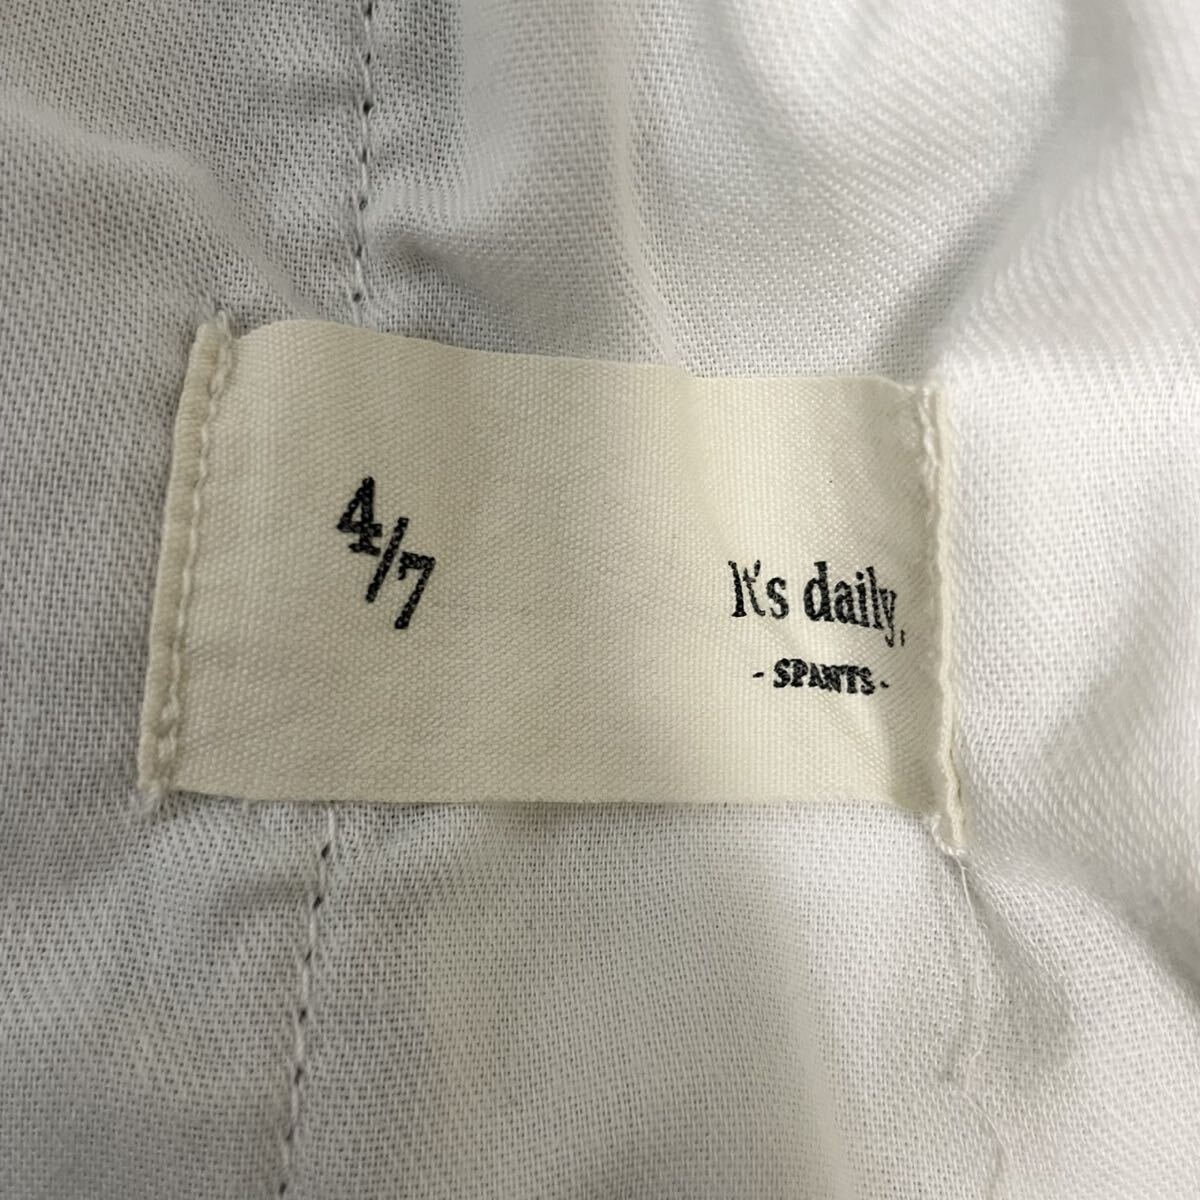 4/7
It's daily,
- SPANTS -